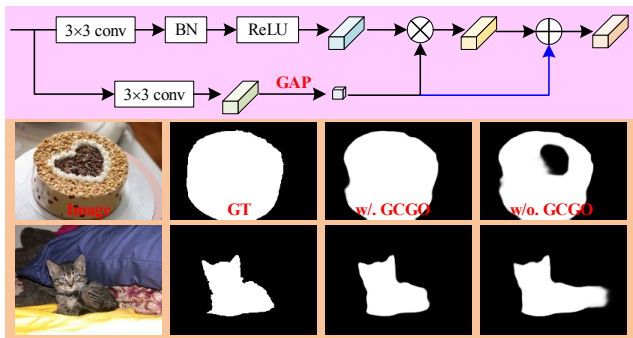 3×3 conv
BN
ReLU
GAP
3×3 conv
Image
GT
w/. GCGO
w/o. GCGO